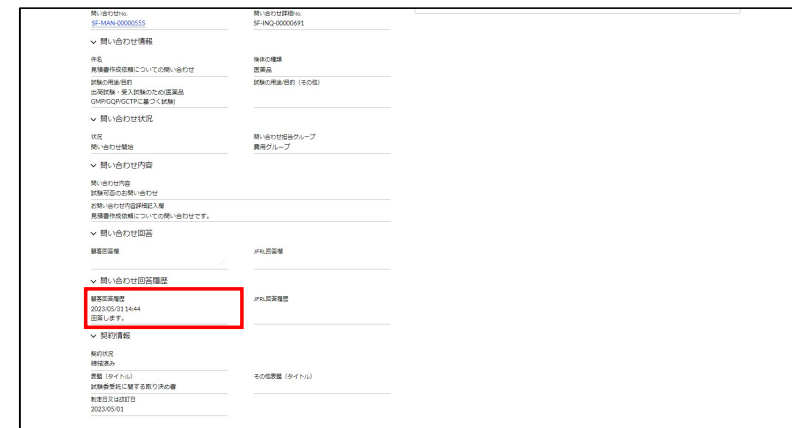 問い合わせNo.
問い合わせ詳細No.
SF-MAN-00000555
SF-INQ-00000691
問い合わせ情報
件名
検体の種類
見積書作成依頼についての問い合わせ
医薬品
試験の用途/目的
試験の用途/目的（その他）
出荷試験・受入試験のため(医薬品
GMP/GQP/GCTPに基づく試験)
問い合わせ状況
状況
問い合わせ担当グループ
問い合わせ開始
費用グループ
問い合わせ内容
問い合わせ内容
試験可否のお問い合わせ
お問い合わせ内容詳細記入欄
見積書作成依頼についての問い合わせです。
問い合わせ回答
顧客回答欄
JFRL回答欄
問い合わせ回答履歴
顧客回答履歴
JFRL回答履歴
2023/05/31 14:44
回答します。
契約情報
契約状況
締結済み
表題（タイトル）
その他表題（タイトル）
試験委受託に関する取り決め書
制定日又は改訂日
2023/05/01